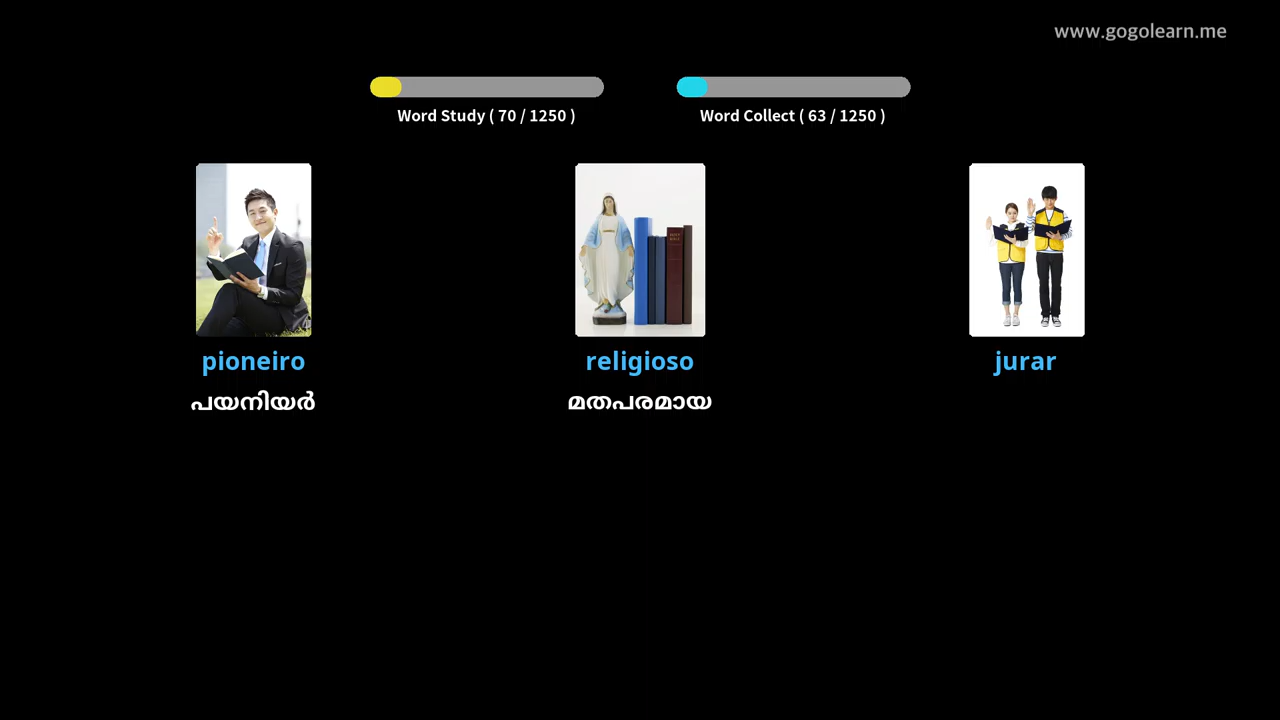 www.gogolearn.me
Word Study ( 70 / 1250 )
Word Collect ( 63 / 1250 )
pioneiro
religioso
jurar
പയനിയർ
മതപരമായ